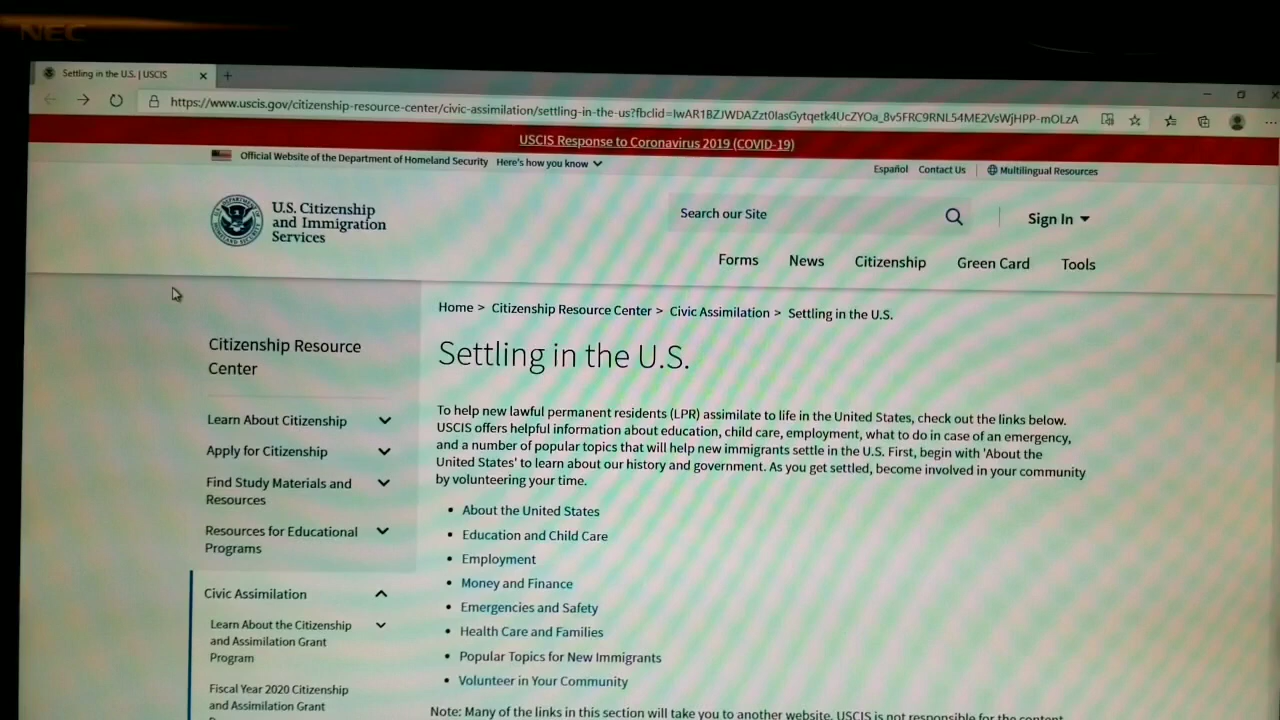 NEC
Settling in the U.S. | USCIS
https://www.uscis.gov/citizenship-resource-center/civic-assimilation/settling-in-the-us?fbclid=IwAR1BZJWDAZzt0IasGytqetk4UcZYOa_8v5FRC9RNL54ME2VsWjHPP-mOLzA
USCIS Response to Coronavirus 2019 (COVID-19)
Official Website of the Department of Homeland Security Here's how you know
Español Contact Us Multilingual Resources
U.S. Citizenship
and Immigration
Services
Search our Site
Sign In
Forms News Citizenship Green Card Tools
Home > Citizenship Resource Center > Civic Assimilation > Settling in the U.S.
Citizenship Resource
Center
Learn About Citizenship
Apply for Citizenship
Find Study Materials and
Resources
Resources for Educational
Programs
Civic Assimilation
Learn About the Citizenship
and Assimilation Grant
Program
Fiscal Year 2020 Citizenship
and Assimilation Grant
Settling in the U.S.
To help new lawful permanent residents (LPR) assimilate to life in the United States, check out the links below.
USCIS offers helpful information about education, child care, employment, what to do in case of an emergency,
and a number of popular topics that will help new immigrants settle in the U.S. First, begin with 'About the
United States' to learn about our history and government. As you get settled, become involved in your community
by volunteering your time.
• About the United States
• Education and Child Care
• Employment
• Money and Finance
• Emergencies and Safety
• Health Care and Families
• Popular Topics for New Immigrants
• Volunteer in Your Community
Note: Many of the links in this section will take you to another website. USCIS is not responsible for the content